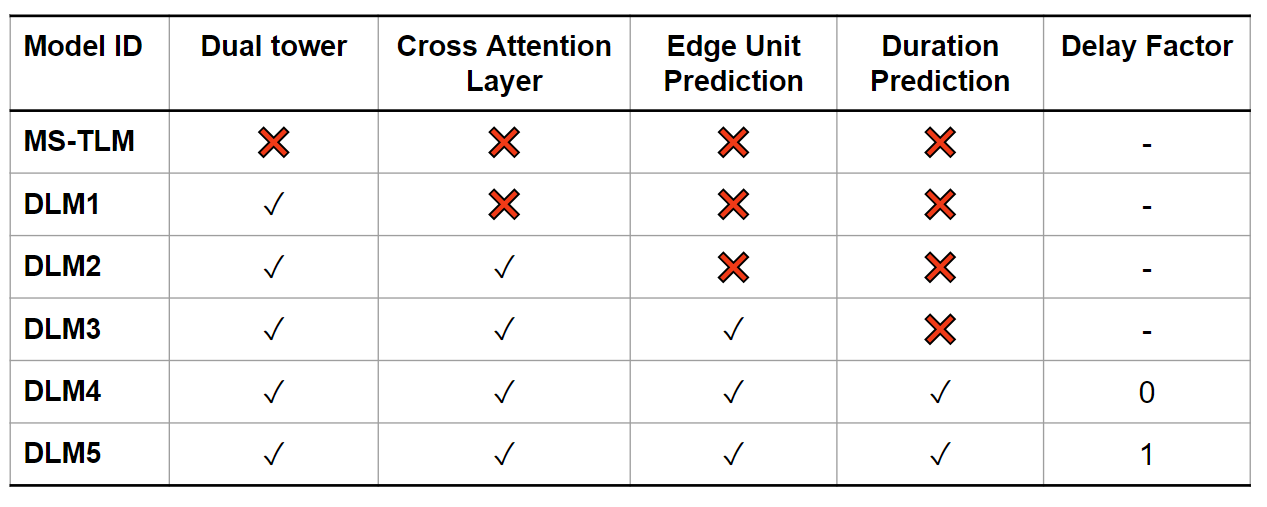 Model ID Dual tower Cross Attention Layer Edge Unit Prediction Duration Prediction Delay Factor
MS-TLM ❌ ❌ ❌ ❌ -
DLM1 ✓ ❌ ❌ ❌ -
DLM2 ✓ ✓ ❌ ❌ -
DLM3 ✓ ✓ ✓ ❌ -
DLM4 ✓ ✓ ✓ ✓ 0
DLM5 ✓ ✓ ✓ ✓ 1